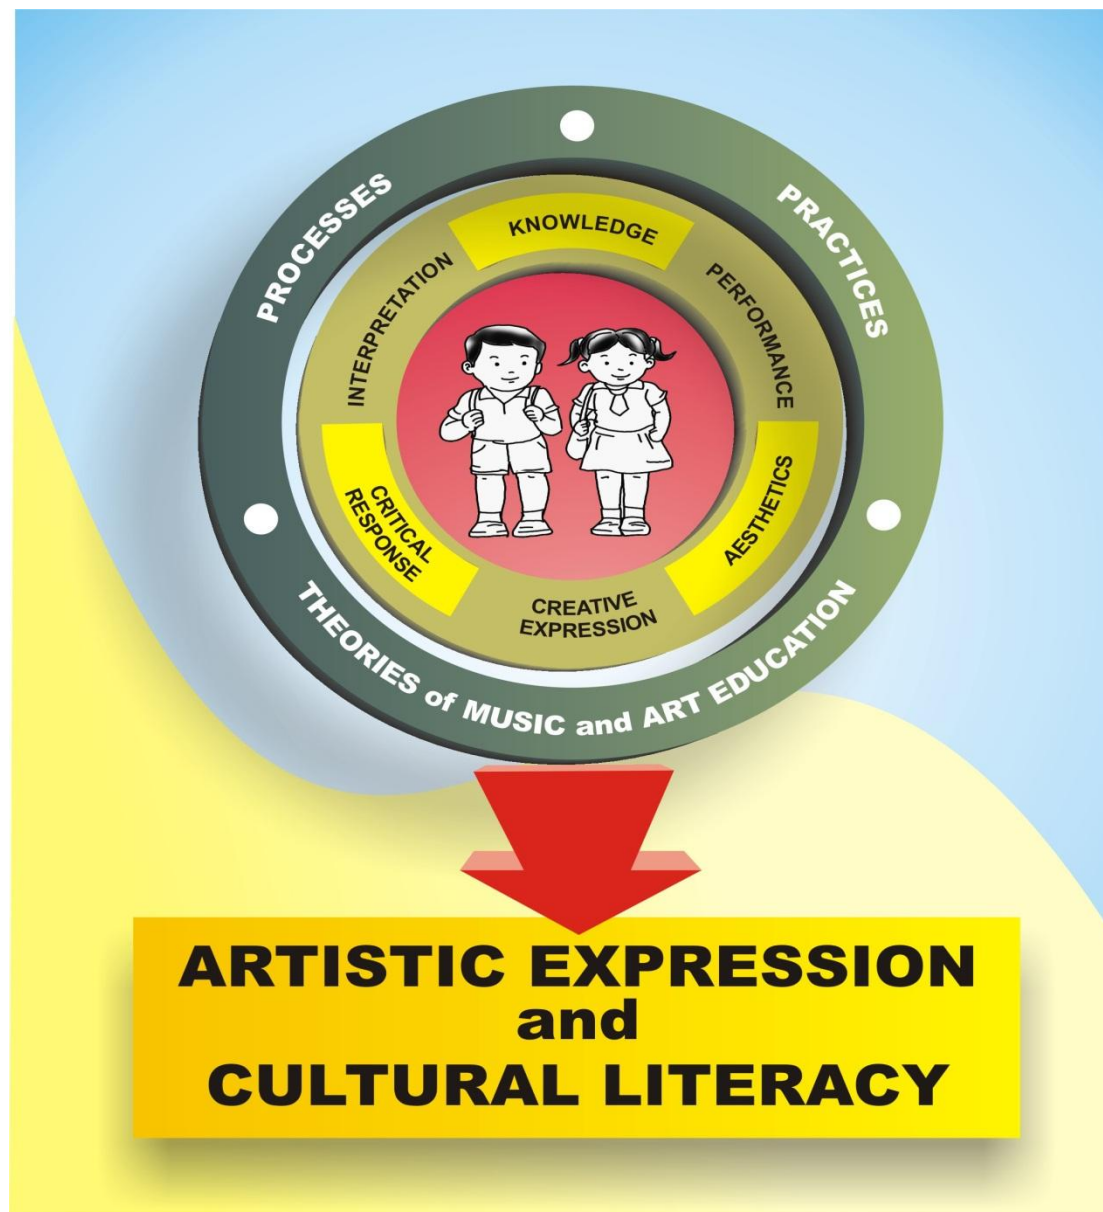 PROCESSES
PRACTICES
THEORIES of MUSIC and ART EDUCATION
KNOWLEDGE
INTERPRETATION
PERFORMANCE
CRITICAL
RESPONSE
AESTHETICS
CREATIVE
EXPRESSION
ARTISTIC EXPRESSION
and
CULTURAL LITERACY